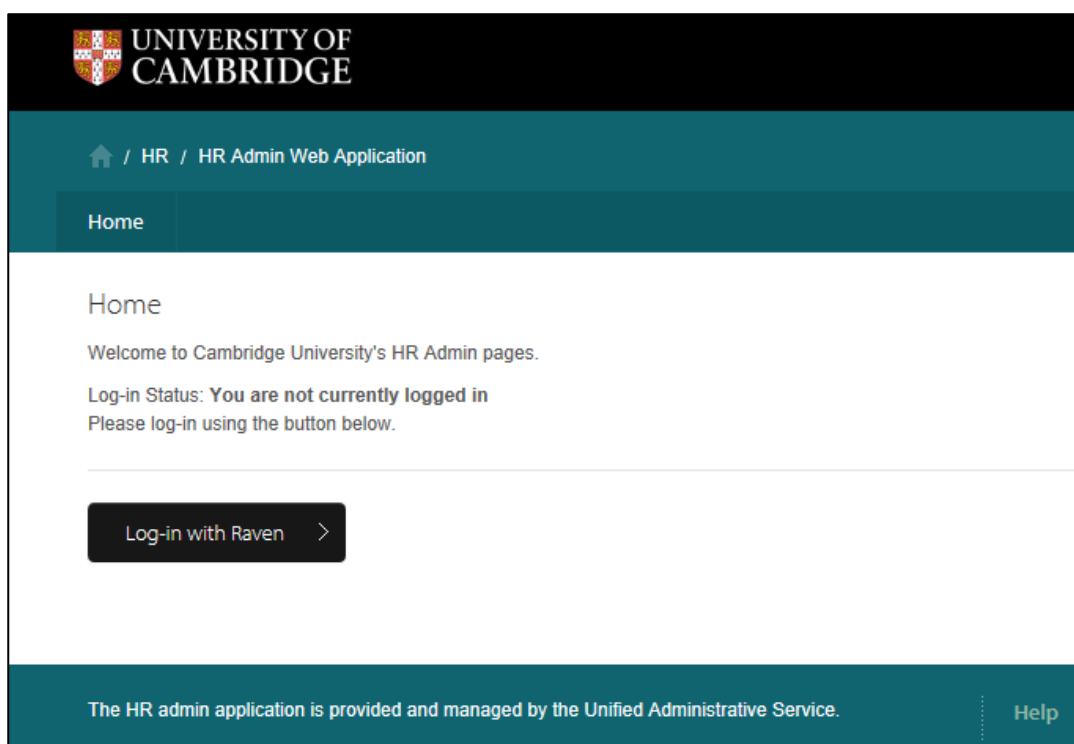 UNIVERSITY OF
CAMBRIDGE
/ HR / HR Admin Web Application
Home
Home
Welcome to Cambridge University's HR Admin pages.
Log-in Status: You are not currently logged in
Please log-in using the button below.
Log-in with Raven
The HR admin application is provided and managed by the Unified Administrative Service.
Help